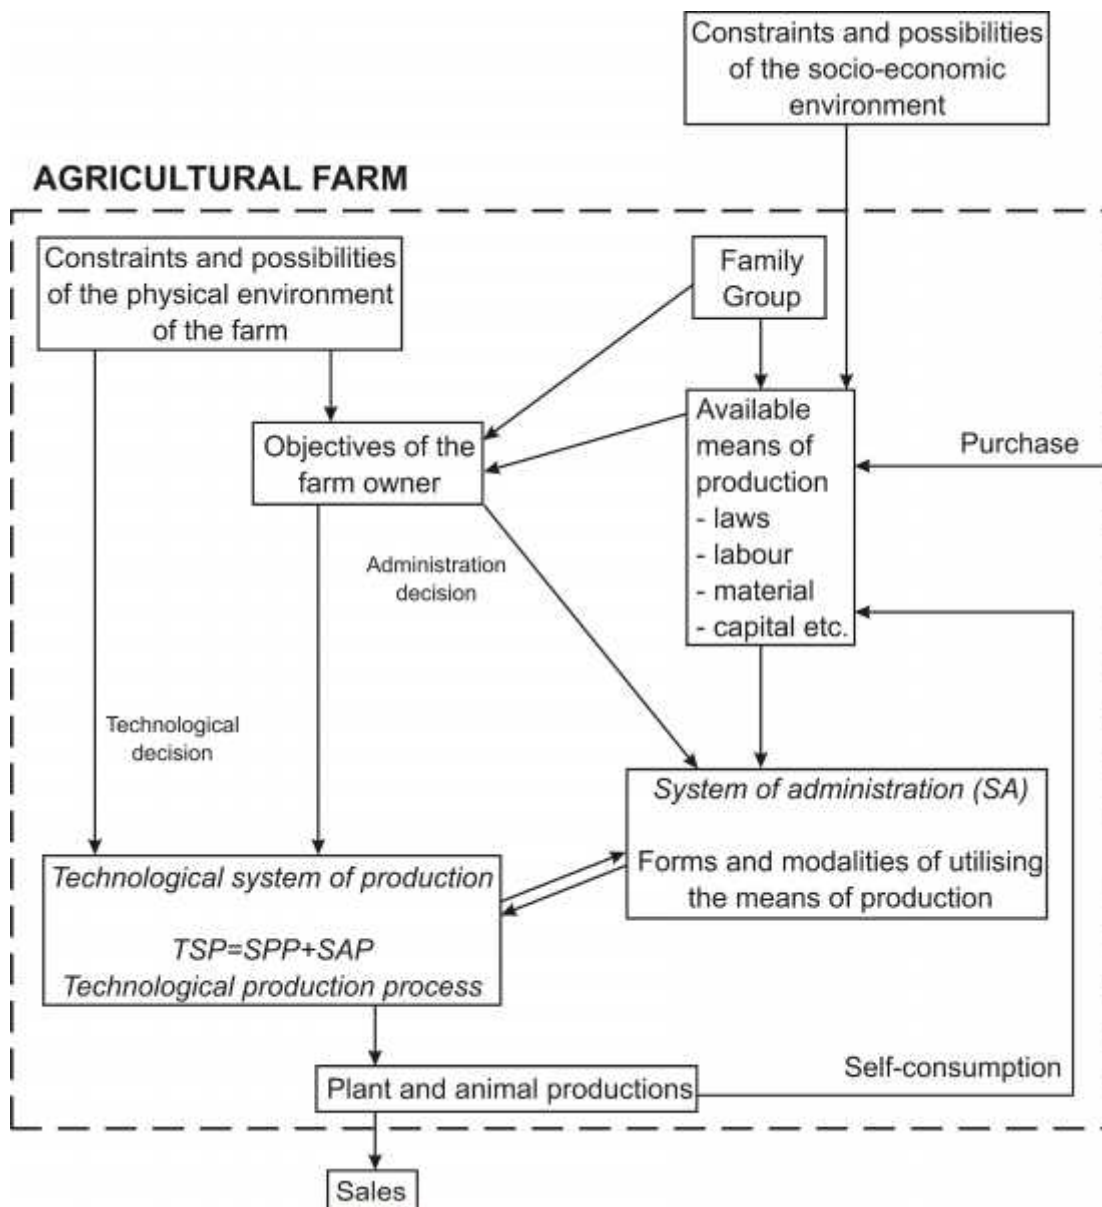 Constraints and possibilities
of the socio-economic
environment
AGRICULTURAL FARM
Constraints and possibilities
of the physical environment
of the farm
Family
Group
Objectives of the
farm owner
Available
means of
production
- laws
- labour
- material
- capital etc.
Purchase
Administration
decision
Technological
decision
System of administration (SA)
Forms and modalities of utilising
the means of production
Technological system of production
TSP=SPP+SAP
Technological production process
Self-consumption
Plant and animal productions
Sales